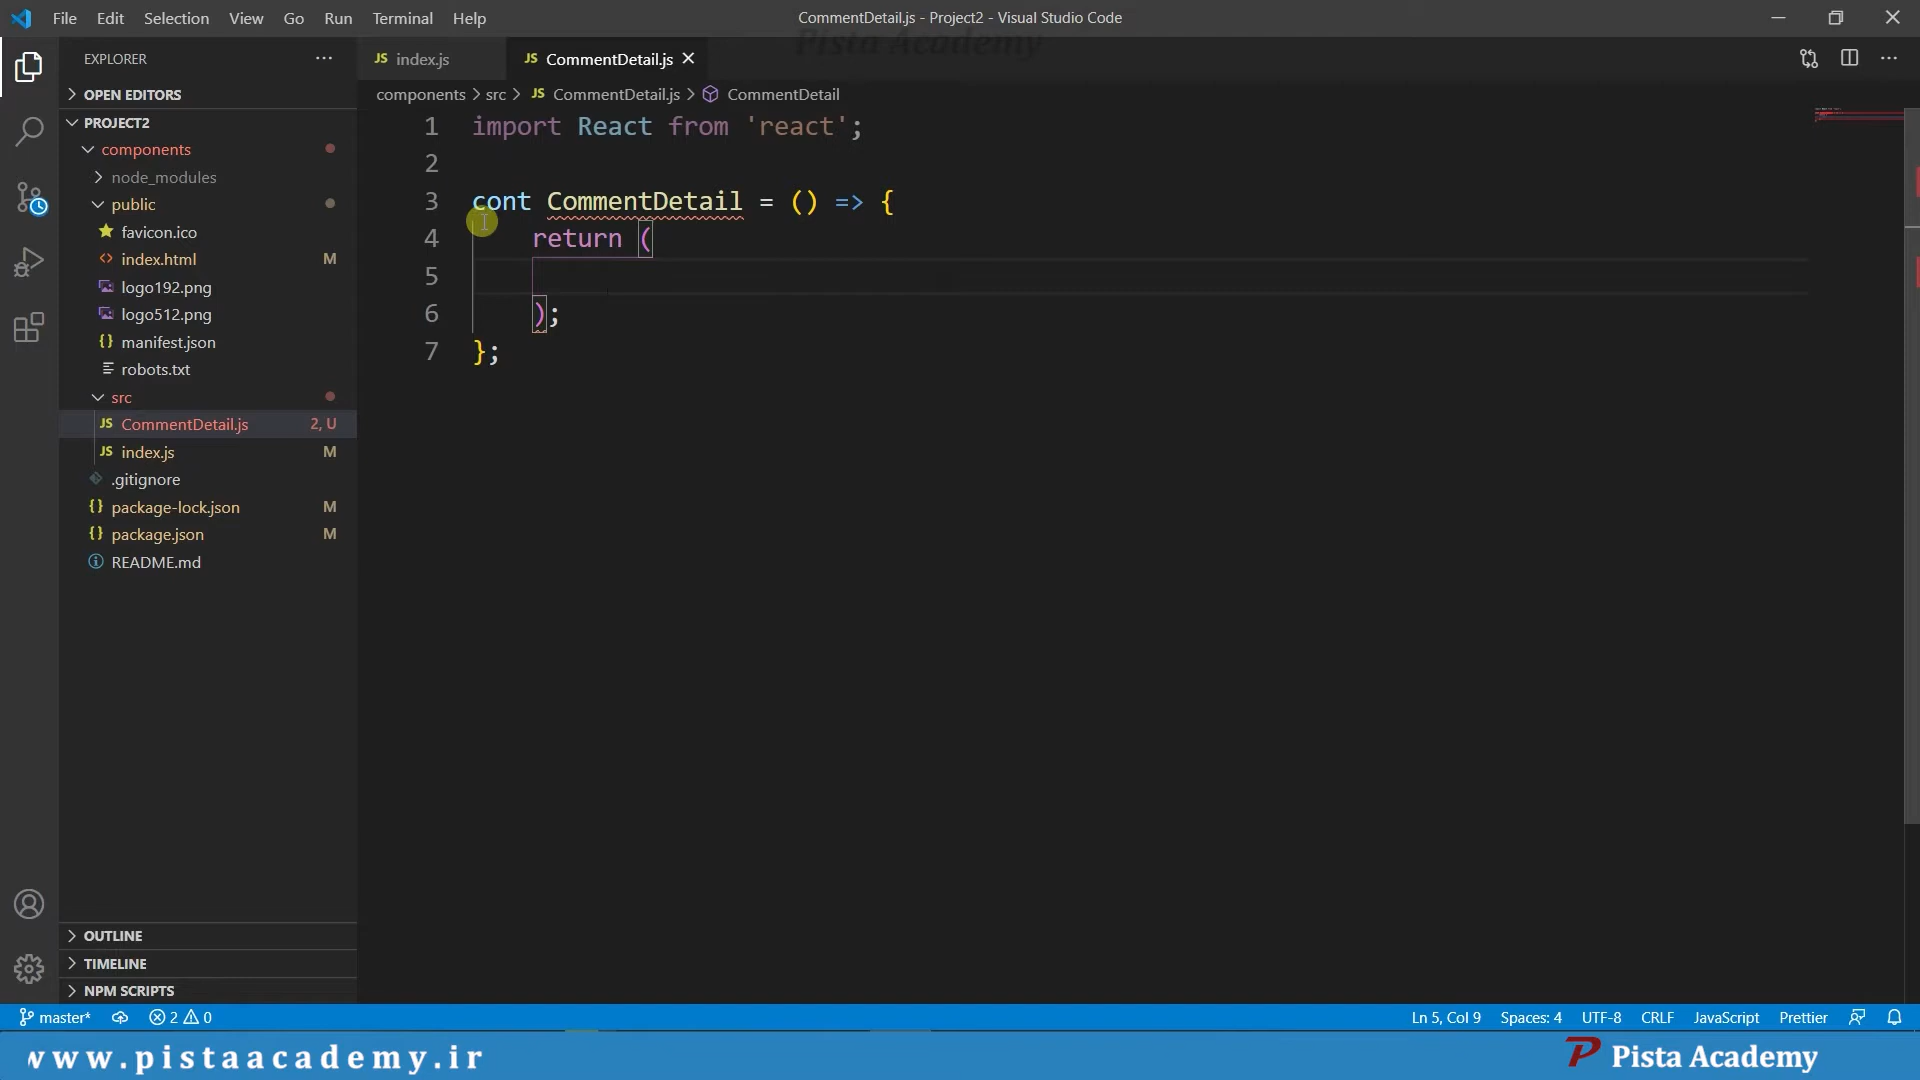 File Edit Selection View Go Run Terminal Help
CommentDetail.js - Project2 - Visual Studio Code
Pista Academy
EXPLORER
index.js
CommentDetail.js
OPEN EDITORS
components > src > JS CommentDetail.js > CommentDetail
PROJECT2
components
node_modules
public
favicon.ico
index.html M
logo192.png
logo512.png
manifest.json
robots.txt
src
JS CommentDetail.js 2, U
JS index.js M
.gitignore
{} package-lock.json M
{} package.json M
README.md
OUTLINE
TIMELINE
NPM SCRIPTS
1 import React from 'react';
2
3 cont CommentDetail = () => {
4 return (
5
6 );
7 };
master* 2 0
Ln 5, Col 9 Spaces: 4 UTF-8 CRLF JavaScript Prettier
www.pistaacademy.ir
Pista Academy